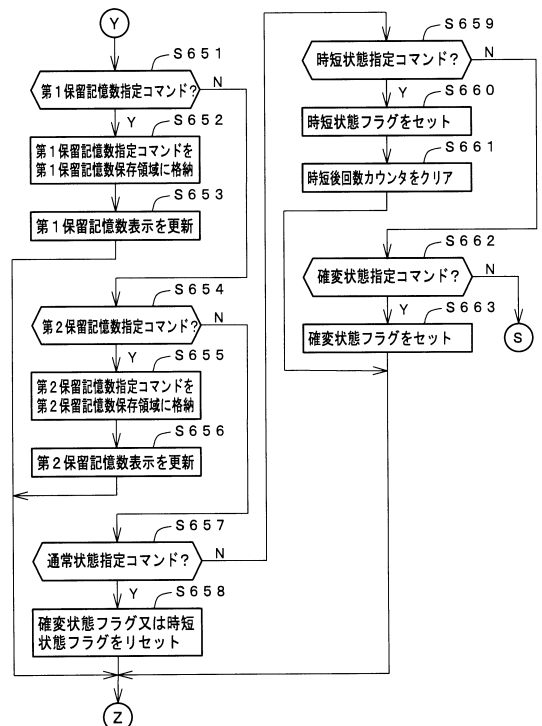 Y
S651
第1保留記憶数指定コマンド?
N
Y
S652
第1保留記憶数指定コマンドを
第1保留記憶数保存領域に格納
S653
第1保留記憶数表示を更新
S654
第2保留記憶数指定コマンド?
N
Y
S655
第2保留記憶数指定コマンドを
第2保留記憶数保存領域に格納
S656
第2保留記憶数表示を更新
S657
通常状態指定コマンド?
N
Y
S658
確変状態フラグ又は時短
状態フラグをリセット
Z
S659
時短状態指定コマンド?
N
Y
S660
時短状態フラグをセット
S661
時短後回数カウンタをクリア
S662
確変状態指定コマンド?
N
Y
S663
確変状態フラグをセット
S